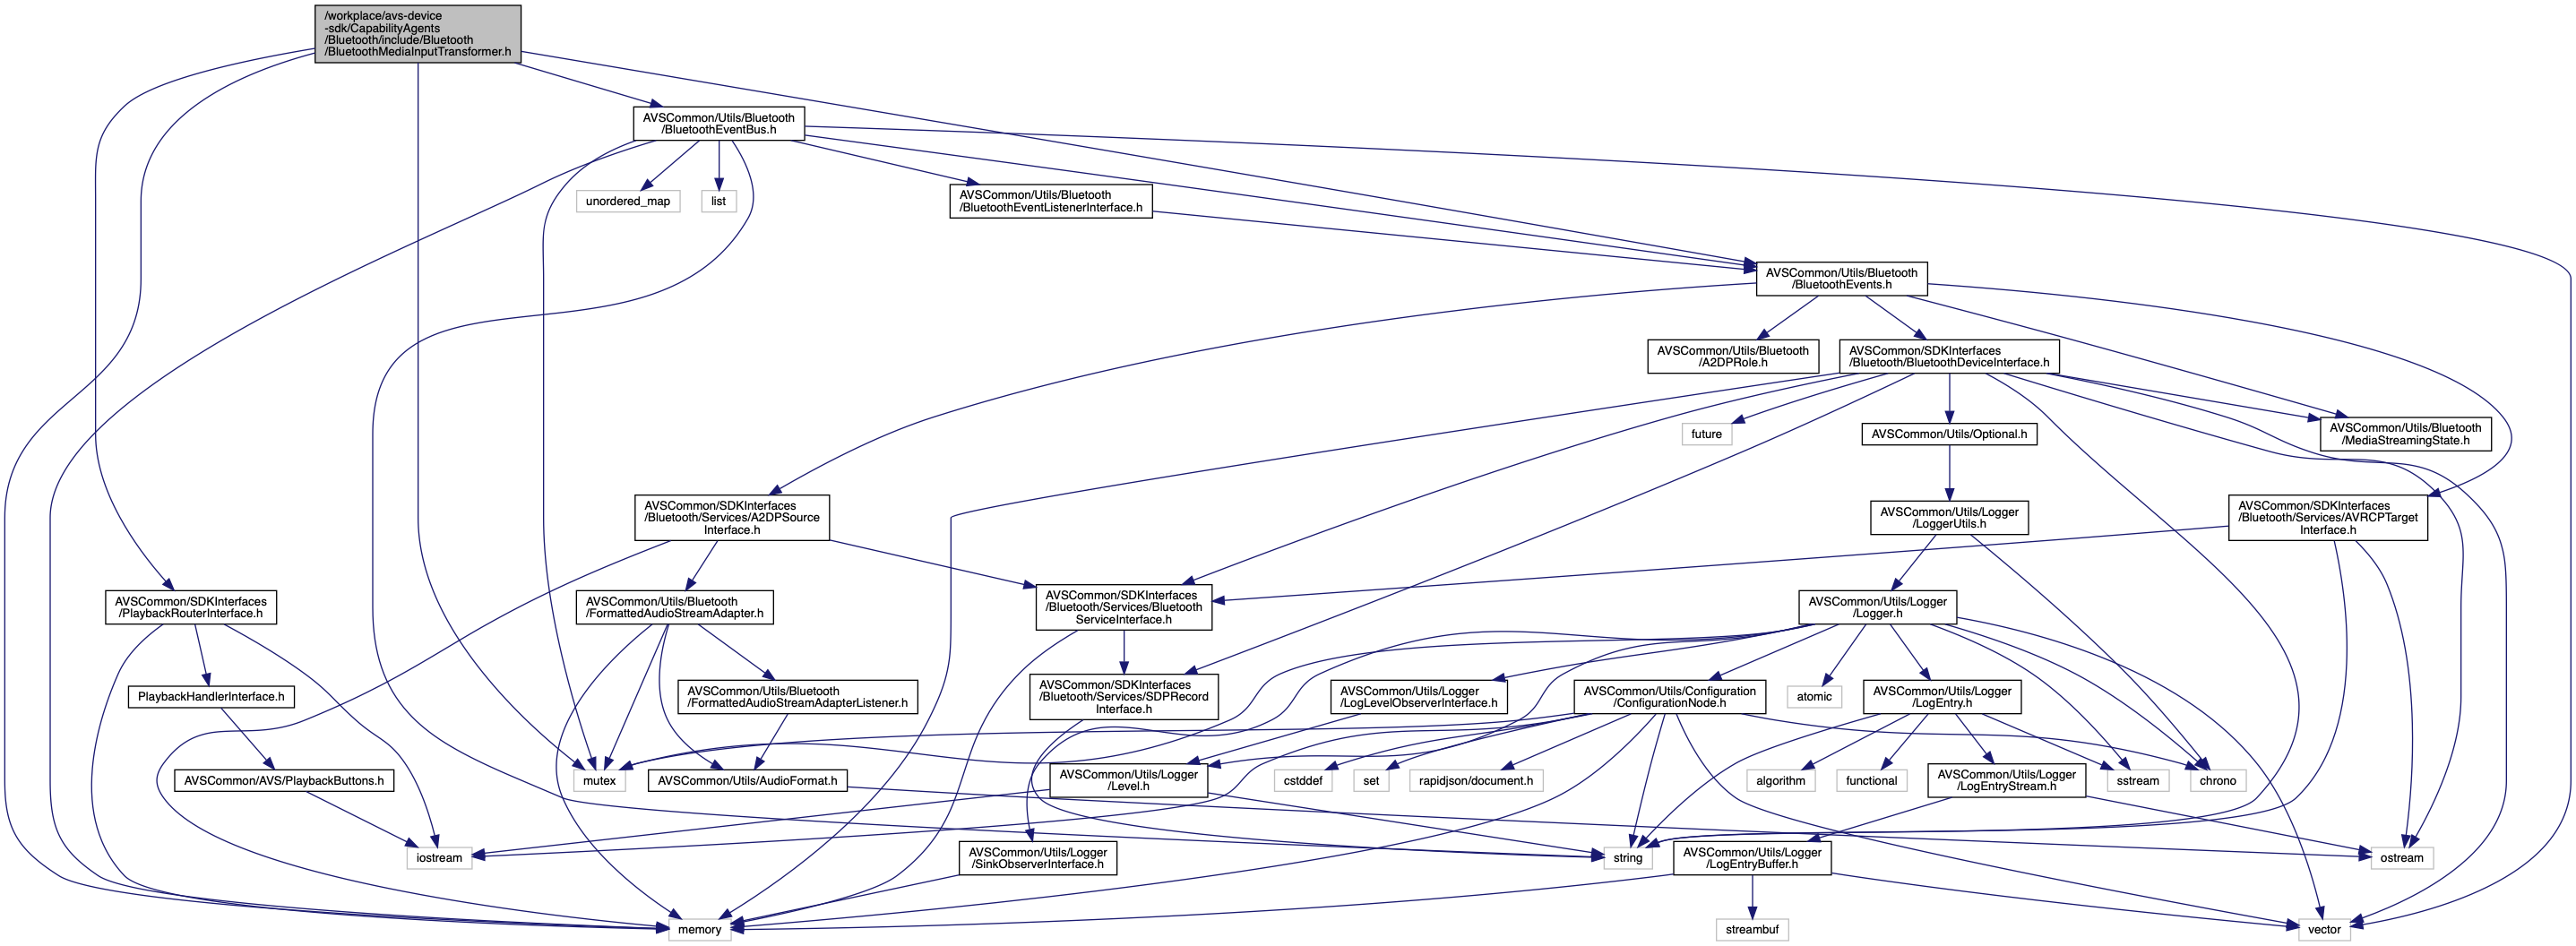 /workplace/avs-device
-sdk/CapabilityAgents
/Bluetooth/include/Bluetooth
/BluetoothMediaInputTransformer.h
AVSCommon/Utils/Bluetooth
/BluetoothEventBus.h
unordered_map
list
AVSCommon/Utils/Bluetooth
/BluetoothEventListenerInterface.h
AVSCommon/Utils/Bluetooth
/BluetoothEvents.h
AVSCommon/Utils/Bluetooth
/A2DPRole.h
AVSCommon/SDKInterfaces
/Bluetooth/BluetoothDeviceInterface.h
future
AVSCommon/Utils/Optional.h
AVSCommon/Utils/Bluetooth
/MediaStreamingState.h
AVSCommon/SDKInterfaces
/Bluetooth/Services/A2DPSource
Interface.h
AVSCommon/Utils/Logger
/LoggerUtils.h
AVSCommon/SDKInterfaces
/Bluetooth/Services/AVRCPTarget
Interface.h
AVSCommon/SDKInterfaces
/PlaybackRouterInterface.h
AVSCommon/Utils/Bluetooth
/FormattedAudioStreamAdapter.h
AVSCommon/SDKInterfaces
/Bluetooth/Services/Bluetooth
ServiceInterface.h
AVSCommon/Utils/Logger
/Logger.h
PlaybackHandlerInterface.h
AVSCommon/Utils/Bluetooth
/FormattedAudioStreamAdapterListener.h
AVSCommon/SDKInterfaces
/Bluetooth/Services/SDPRecord
Interface.h
AVSCommon/Utils/Logger
/LogLevelObserverInterface.h
AVSCommon/Utils/Configuration
/ConfigurationNode.h
atomic
AVSCommon/Utils/Logger
/LogEntry.h
AVSCommon/AVS/PlaybackButtons.h
mutex
AVSCommon/Utils/AudioFormat.h
AVSCommon/Utils/Logger
/Level.h
cstddef
set
rapidjson/document.h
algorithm
functional
AVSCommon/Utils/Logger
/LogEntryStream.h
sstream
chrono
iostream
AVSCommon/Utils/Logger
/SinkObserverInterface.h
string
AVSCommon/Utils/Logger
/LogEntryBuffer.h
ostream
memory
streambuf
vector